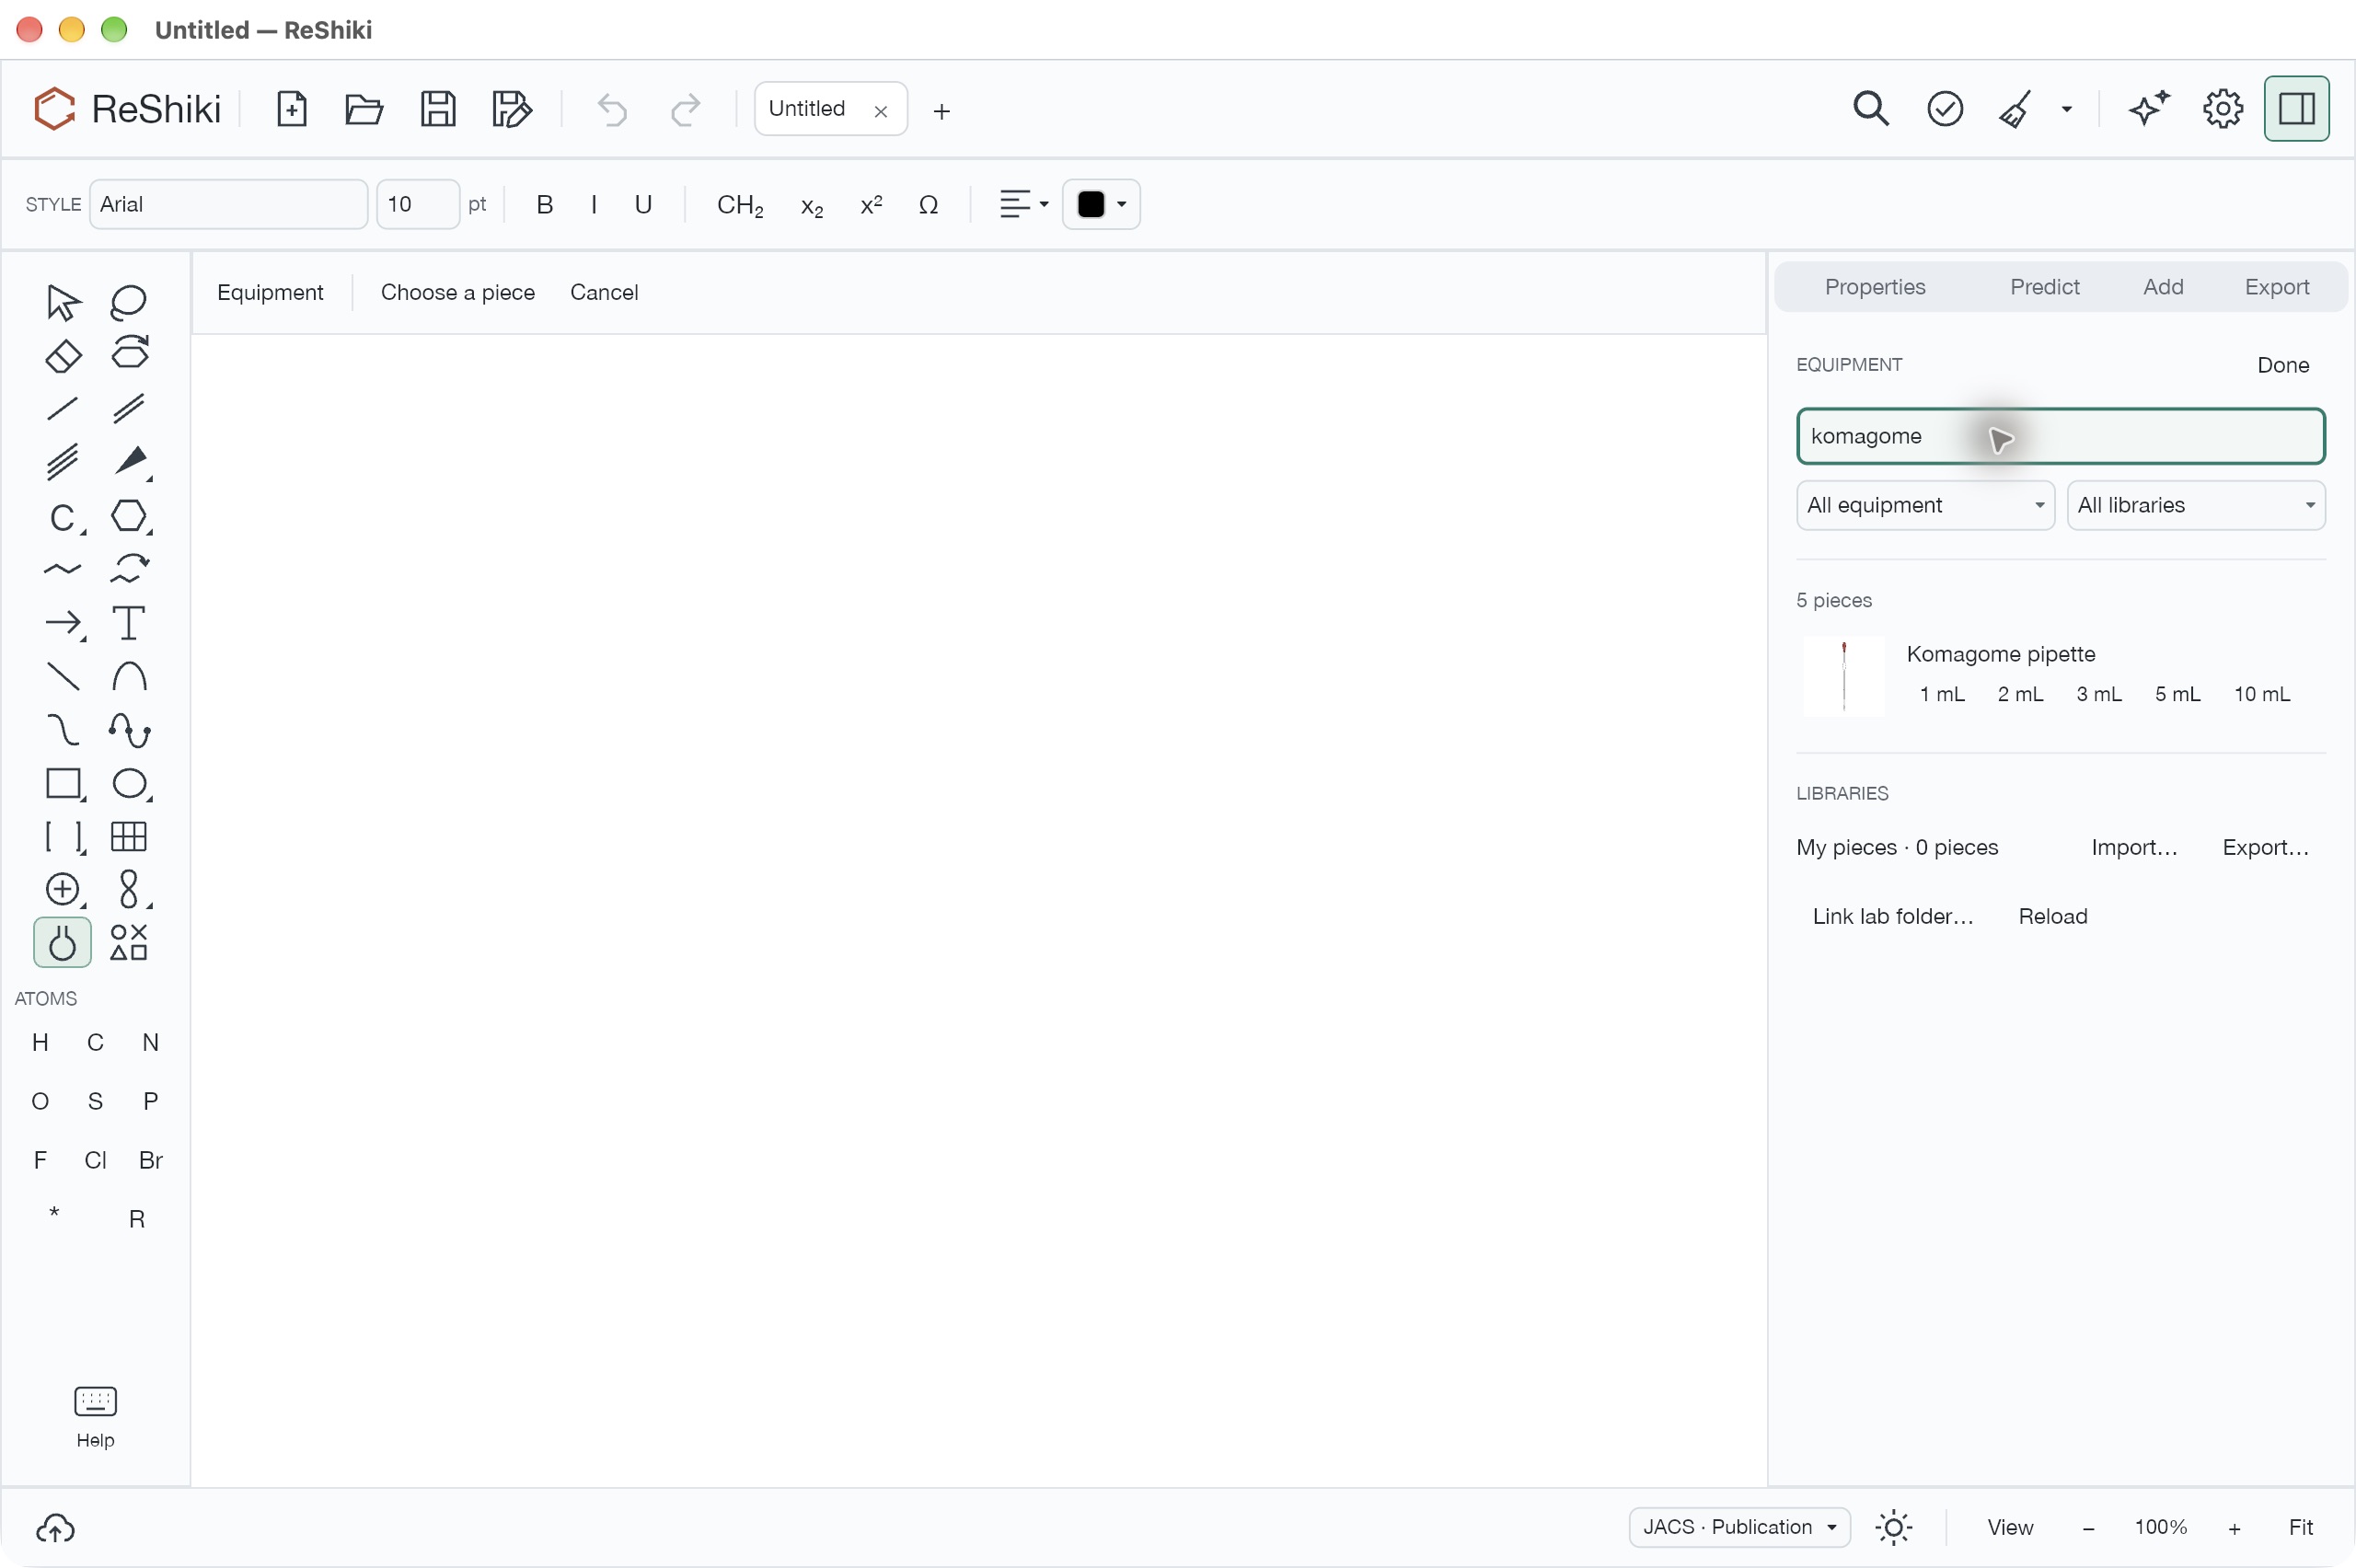 Untitled — ReShiki
ReShiki
Untitled × +
STYLE Arial 10 pt B I U CH₂ x₂ x² Ω
Equipment Choose a piece Cancel
Properties Predict Add Export
EQUIPMENT Done
komagome
All equipment All libraries
5 pieces
Komagome pipette
1 mL 2 mL 3 mL 5 mL 10 mL
LIBRARIES
My pieces · 0 pieces Import… Export…
Link lab folder… Reload
C
T
[ ]
ATOMS
H C N
O S P
F Cl Br
* R
Help
JACS · Publication View – 100% + Fit